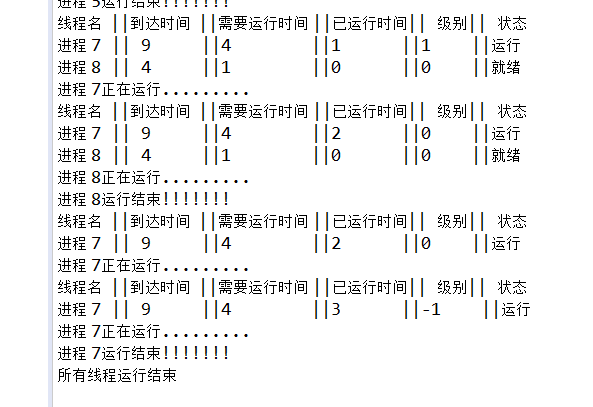 进程 5运行结束!!!!!!!
线程名 ||到达时间 ||需要运行时间 ||已运行时间|| 级别|| 状态
进程 7 || 9 ||4 ||1 ||1 ||运行
进程 8 || 4 ||1 ||0 ||0 ||就绪
进程 7正在运行.........
线程名 ||到达时间 ||需要运行时间 ||已运行时间|| 级别|| 状态
进程 7 || 9 ||4 ||2 ||0 ||运行
进程 8 || 4 ||1 ||0 ||0 ||就绪
进程 8正在运行.........
进程 8运行结束!!!!!!!
线程名 ||到达时间 ||需要运行时间 ||已运行时间|| 级别|| 状态
进程 7 || 9 ||4 ||2 ||0 ||运行
进程 7正在运行.........
线程名 ||到达时间 ||需要运行时间 ||已运行时间|| 级别|| 状态
进程 7 || 9 ||4 ||3 ||-1 ||运行
进程 7正在运行.........
进程 7运行结束!!!!!!!
所有线程运行结束